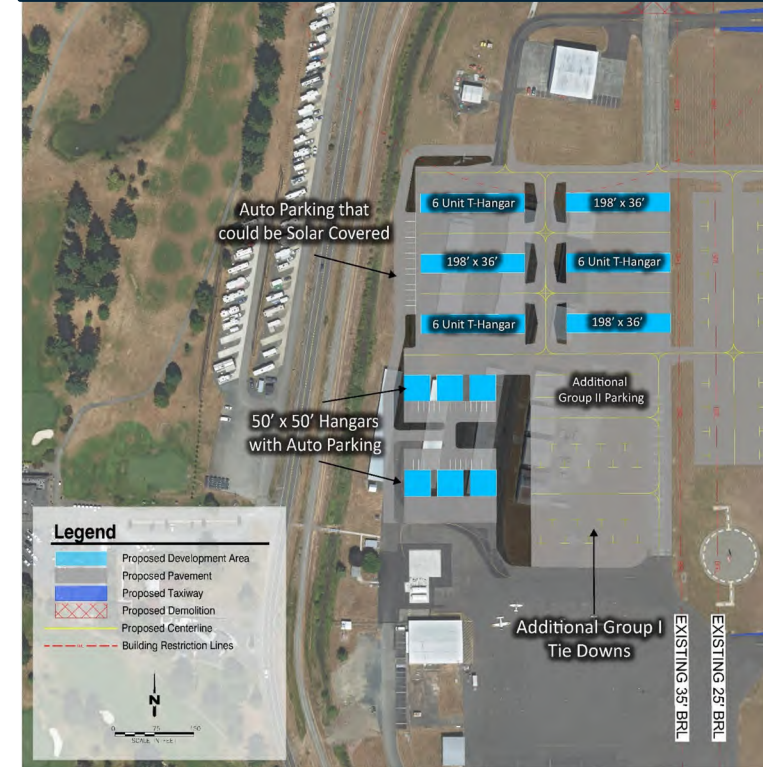 Auto Parking that
could be Solar Covered
6 Unit T-Hangar
198' x 36'
198' x 36'
6 Unit T-Hangar
6 Unit T-Hangar
198' x 36'
50' x 50' Hangars
with Auto Parking
Additional
Group II Parking
Additional Group I
Tie Downs
EXISTING 35' BRL
EXISTING 25' BRL
Legend
Proposed Development Area
Proposed Pavement
Proposed Taxiway
Proposed Demolition
Proposed Centerline
Building Restriction Lines
N
0 75 150
SCALE IN FEET